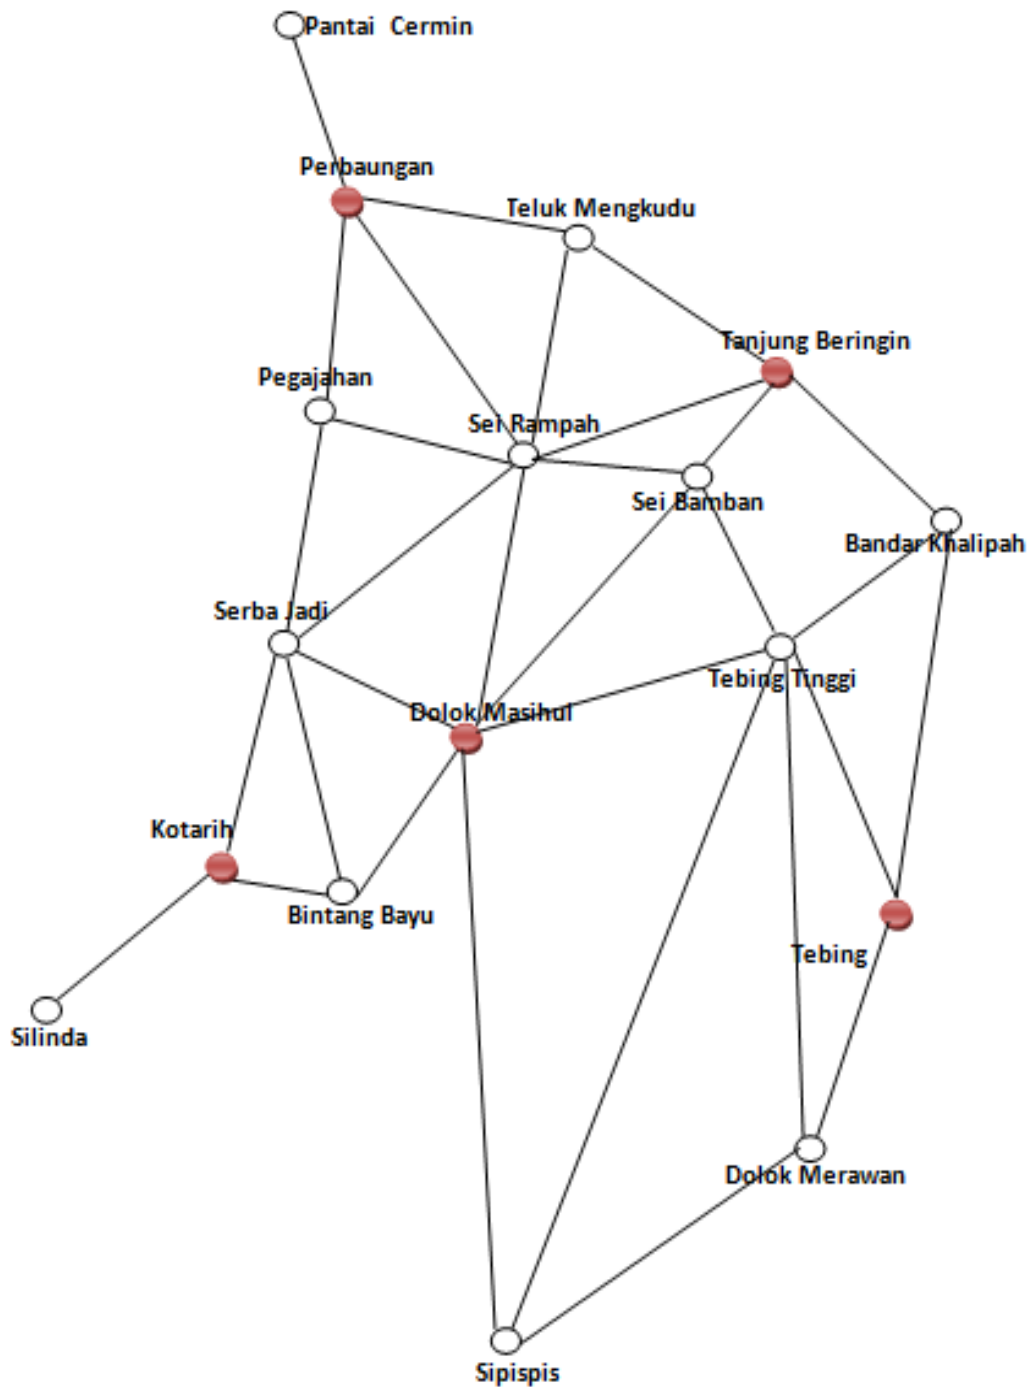 Pantai Cermin
Perbaungan
Teluk Mengkudu
Tanjung Beringin
Pegajahan
Sei Rampah
Sei Bamban
Bandar Khalipah
Serba Jadi
Tebing Tinggi
Dolok Masihul
Kotarih
Bintang Bayu
Tebing
Silinda
Dolok Merawan
Sipispis